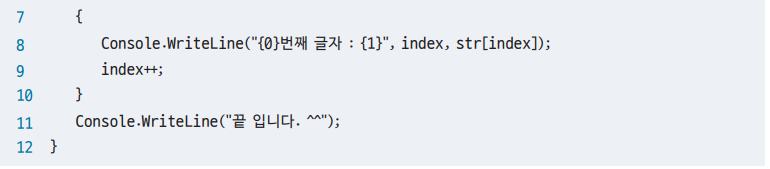 7 {
8 Console.WriteLine("{0}번째 글자 : {1}", index, str[index]);
9 index++;
10 }
11 Console.WriteLine("끝 입니다. ^^");
12 }